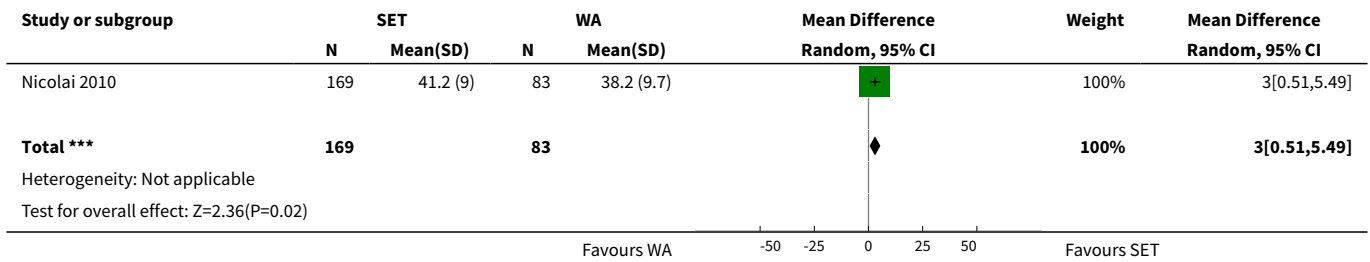 Study or subgroup SET WA Mean Difference Weight Mean Difference
N Mean(SD) N Mean(SD) Random, 95% CI Random, 95% CI
Nicolai 2010 169 41.2 (9) 83 38.2 (9.7) 100% 3[0.51,5.49]
Total *** 169 83 100% 3[0.51,5.49]
Heterogeneity: Not applicable
Test for overall effect: Z=2.36(P=0.02)
Favours WA -50 -25 0 25 50 Favours SET